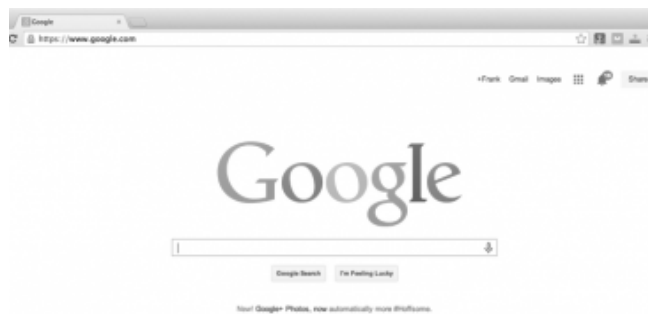 Google
https://www.google.com
+Frank Gmail Images Share
Google
Google Search I'm Feeling Lucky
New! Google+ Photos, now automatically more #Hoffsome.